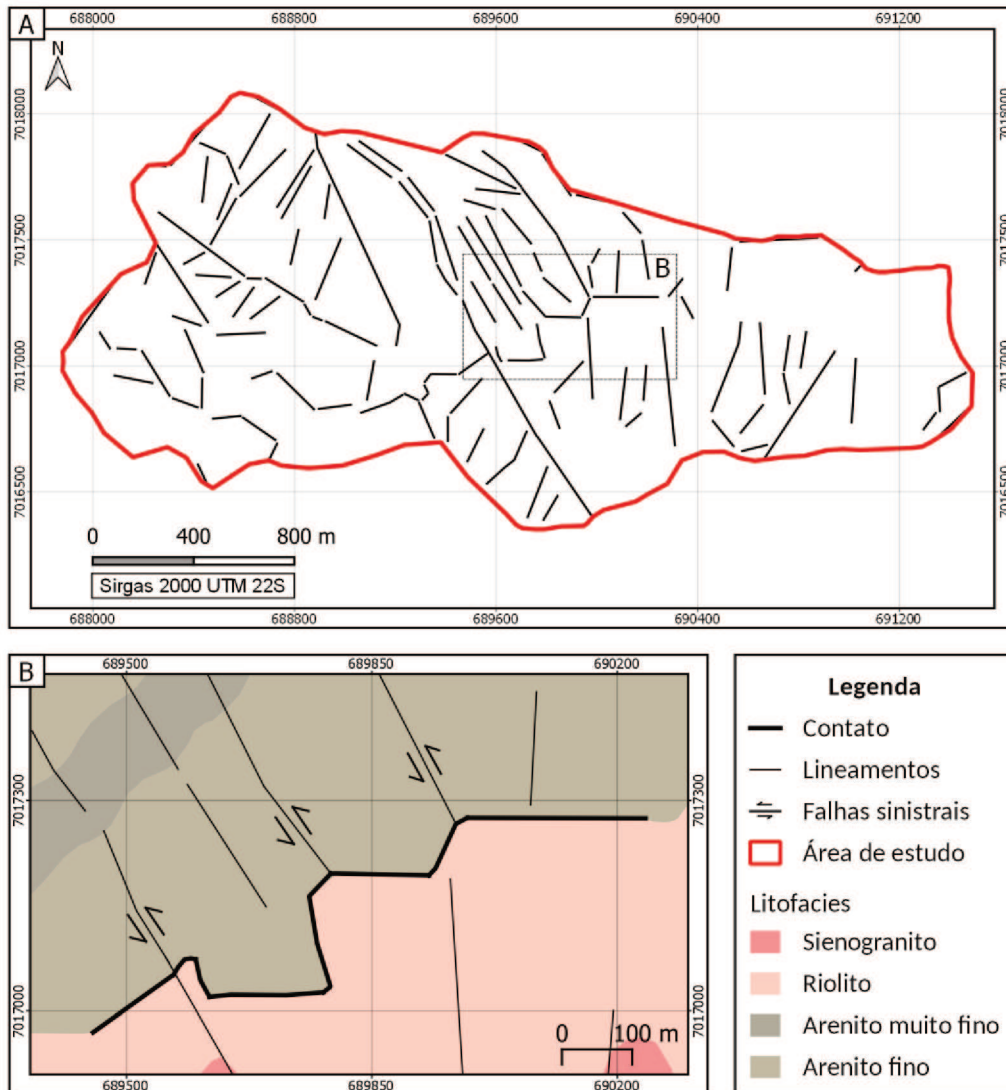 A
688000 688800 689600 690400 691200
N
7018000 7018000
7017500 7017500
B
7017000 7017000
7016500 7016500
0 400 800 m
Sirgas 2000 UTM 22S
688000 688800 689600 690400 691200
B
689500 689850 690200
7017300 7017300
7017000 7017000
0 100 m
689500 689850 690200
Legenda
Contato
Lineamentos
Falhas sinistrais
Área de estudo
Litofacies
Sienogranito
Riolito
Arenito muito fino
Arenito fino